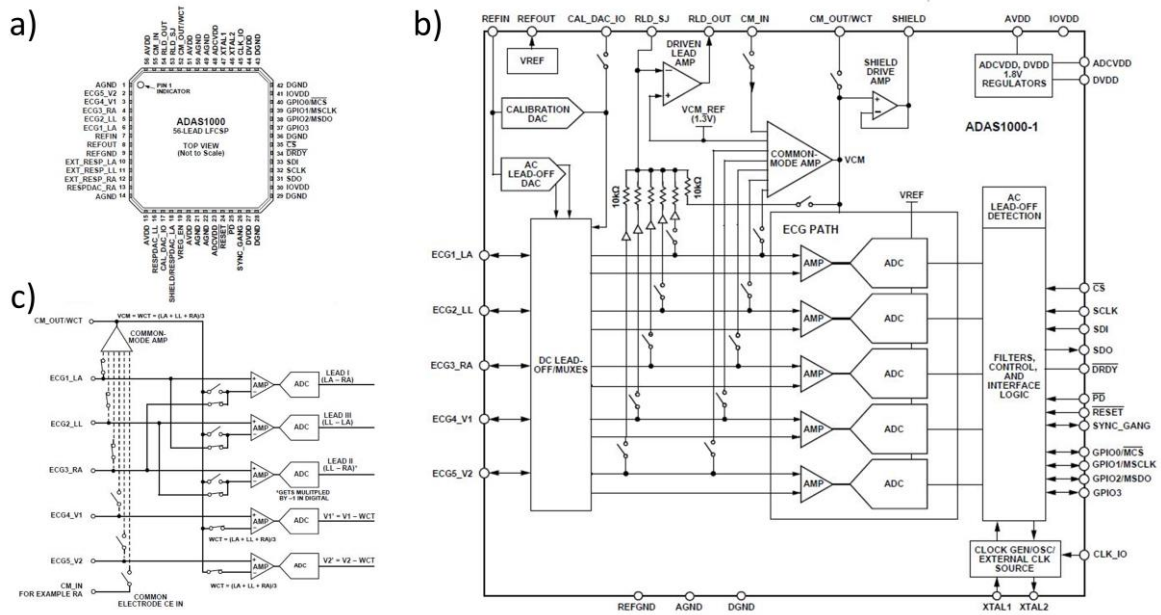 a)
56 AVDD
55 CM_IN
54 RLD_OUT
53 RLD_SJ
52 CM_OUT/WCT
51 AVDD
50 AGND
49 AGND
48 ADCVDD
47 XTAL1
46 XTAL2
45 CLK_IO
44 DVDD
43 DGND
AGND 1
ECG5_V2 2
ECG4_V1 3
ECG3_RA 4
ECG2_LL 5
ECG1_LA 6
REFIN 7
REFOUT 8
REFGND 9
EXT_RESP_LA 10
EXT_RESP_LL 11
EXT_RESP_RA 12
RESPDAC_RA 13
AGND 14
PIN 1
INDICATOR
ADAS1000
56-LEAD LFCSP
TOP VIEW
(Not to Scale)
42 DGND
41 IOVDD
40 GPIO0/MCS
39 GPIO1/MSCLK
38 GPIO2/MSDO
37 GPIO3
36 DGND
35 CS
34 DRDY
33 SDI
32 SCLK
31 SDO
30 IOVDD
29 DGND
AVDD 15
RESPDAC_LL 16
CAL_DAC_IO 17
SHIELD/RESPDAC_LA 18
VREG_EN 19
AVDD 20
AGND 21
AGND 22
ADCVDD 23
RESET 24
PD 25
SYNC_GANG 26
DVDD 27
DGND 28
b)
REFIN REFOUT CAL_DAC_IO RLD_SJ RLD_OUT CM_IN CM_OUT/WCT SHIELD AVDD IOVDD
VREF
DRIVEN
LEAD
AMP
SHIELD
DRIVE
AMP
ADCVDD, DVDD
1.8V
REGULATORS
ADCVDD
DVDD
CALIBRATION
DAC
VCM_REF
(1.3V)
ADAS1000-1
AC
LEAD-OFF
DAC
10kΩ
10kΩ
COMMON-
MODE AMP
VCM
VREF
AC
LEAD-OFF
DETECTION
ECG PATH
ECG1_LA
ECG2_LL
ECG3_RA
ECG4_V1
ECG5_V2
DC LEAD-
OFF/MUXES
AMP ADC
AMP ADC
AMP ADC
AMP ADC
AMP ADC
FILTERS,
CONTROL,
AND
INTERFACE
LOGIC
CS
SCLK
SDI
SDO
DRDY
PD
RESET
SYNC_GANG
GPIO0/MCS
GPIO1/MSCLK
GPIO2/MSDO
GPIO3
CLOCK GEN/OSC/
EXTERNAL CLK
SOURCE
CLK_IO
REFGND AGND DGND XTAL1 XTAL2
c)
CM_OUT/WCT
VCM = WCT = (LA + LL + RA)/3
COMMON-
MODE AMP
ECG1_LA
+
–
AMP
ADC
LEAD I
(LA – RA)
ECG2_LL
+
–
AMP
ADC
LEAD III
(LL – LA)
ECG3_RA
+
–
AMP
ADC
LEAD II
(LL – RA)*
*GETS MULITPLED
BY –1 IN DIGITAL
ECG4_V1
+
–
AMP
ADC
V1' = V1 – WCT
WCT = (LA + LL + RA)/3
ECG5_V2
+
–
AMP
ADC
V2' = V2 – WCT
WCT = (LA + LL + RA)/3
CM_IN
FOR EXAMPLE RA
COMMON
ELECTRODE CE IN